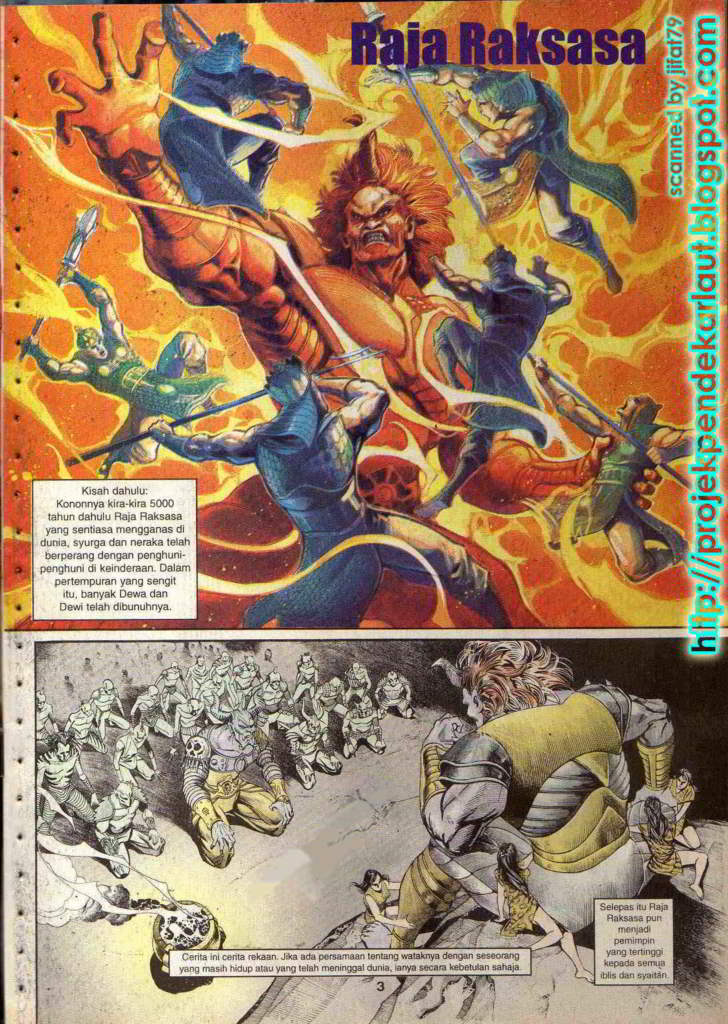 Raja Raksasa
scanned by jifat79
http://projekpendekarlaut.blogspot.com
Kisah dahulu:
Kononnya kira-kira 5000
tahun dahulu Raja Raksasa
yang sentiasa mengganas di
dunia, syurga dan neraka telah
berperang dengan penghuni-
penghuni di keinderaan. Dalam
pertempuran yang sengit
itu, banyak Dewa dan
Dewi telah dibunuhnya.
Selepas itu Raja
Raksasa pun
menjadi
pemimpin
yang tertinggi
kepada semua
iblis dan syaitan.
Cerita ini cerita rekaan. Jika ada persamaan tentang wataknya dengan seseorang
yang masih hidup atau yang telah meninggal dunia, ianya secara kebetulan sahaja.
3